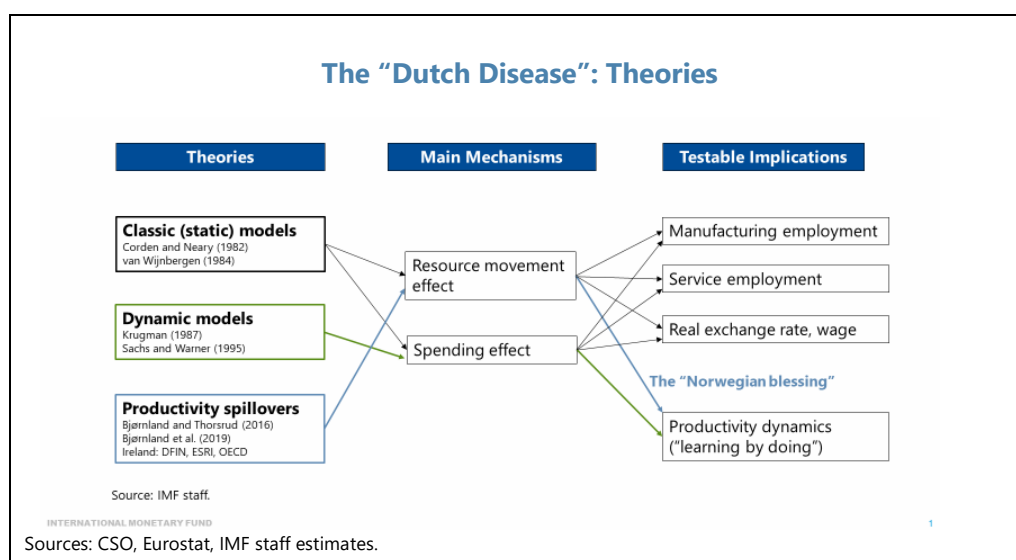 The “Dutch Disease”: Theories
Theories
Main Mechanisms
Testable Implications
Classic (static) models
Corden and Neary (1982)
van Wijnbergen (1984)
Dynamic models
Krugman (1987)
Sachs and Warner (1995)
Productivity spillovers
Bjørnland and Thorsrud (2016)
Bjørnland et al. (2019)
Ireland: DFIN, ESRI, OECD
Resource movement
effect
Spending effect
Manufacturing employment
Service employment
Real exchange rate, wage
The “Norwegian blessing”
Productivity dynamics
(“learning by doing”)
Source: IMF staff.
INTERNATIONAL MONETARY FUND
1
Sources: CSO, Eurostat, IMF staff estimates.